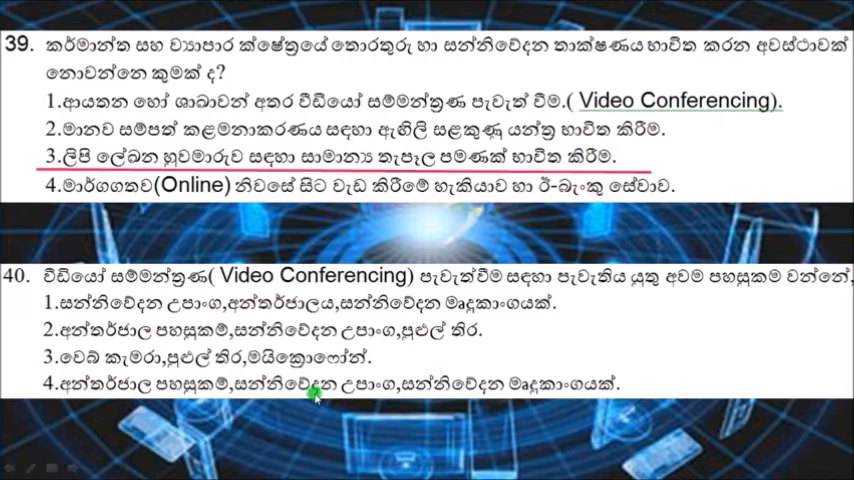 39. කර්මාන්ත සහ ව්‍යාපාර ක්ෂේත්‍රයේ තොරතුරු හා සන්නිවේදන තාක්ෂණය භාවිත කරන අවස්ථාවක්
නොවන්නෙ කුමක් ද?
1.ආයතන හෝ ශාඛාවන් අතර වීඩියෝ සම්මන්ත්‍රණ පැවැත් වීම.( Video Conferencing).
2.මානව සම්පත් කළමනාකරණය සඳහා ඇඟිලි සළකුණු යන්ත්‍ර භාවිත කිරීම.
3.ලිපි ලේඛන හුවමාරුව සඳහා සාමාන්‍ය තැපෑල පමණක් භාවිත කිරීම.
4.මාර්ගගතව(Online) නිවසේ සිට වැඩ කිරීමේ හැකියාව හා ඊ-බැංකු සේවාව.
40. වීඩියෝ සම්මන්ත්‍රණ( Video Conferencing) පැවැත්වීම සඳහා පැවැතිය යුතු අවම පහසුකම වන්නේ,
1.සන්නිවේදන උපාංග,අන්තර්ජාලය,සන්නිවේදන මෘදුකාංගයක්.
2.අන්තර්ජාල පහසුකම්,සන්නිවේදන උපාංග,පුළුල් තිර.
3.වෙබ් කැමරා,පුළුල් තිර,මයික්‍රොෆෝන්.
4.අන්තර්ජාල පහසුකම්,සන්නිවේදන උපාංග,සන්නිවේදන මෘදුකාංගයක්.